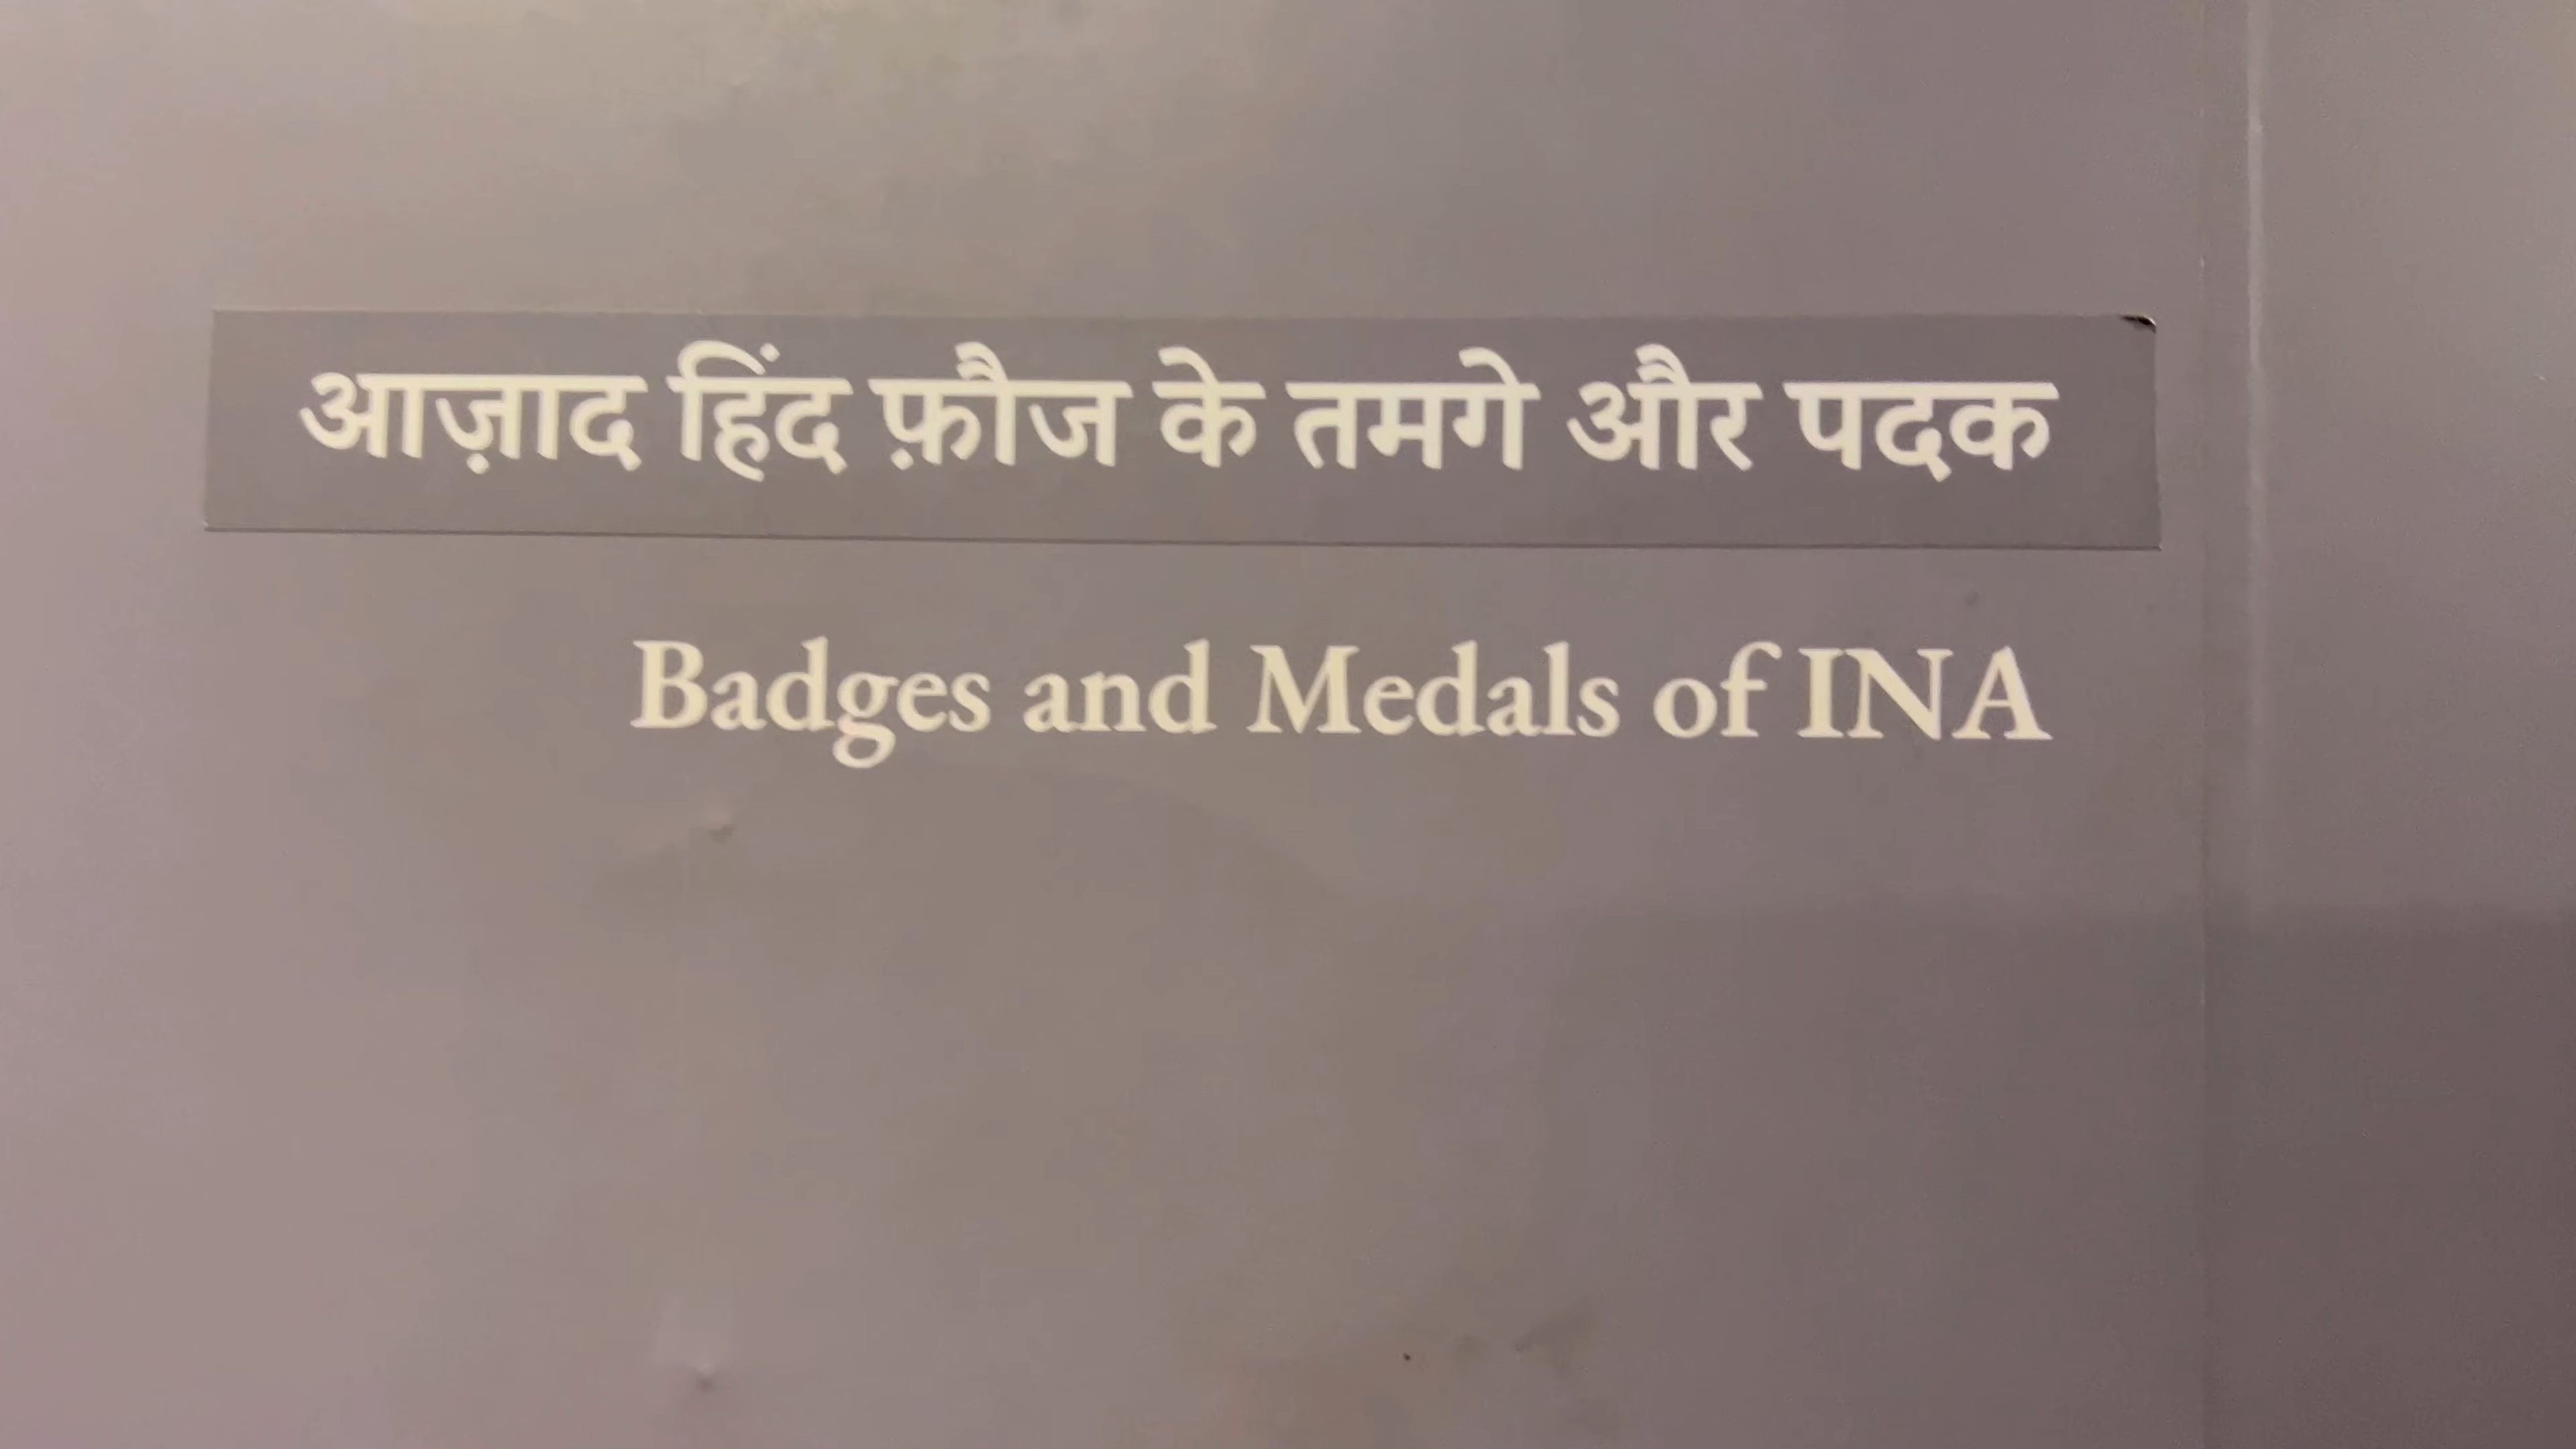 आज़ाद हिंद फ़ौज के तमगे और पदक
Badges and Medals of INA